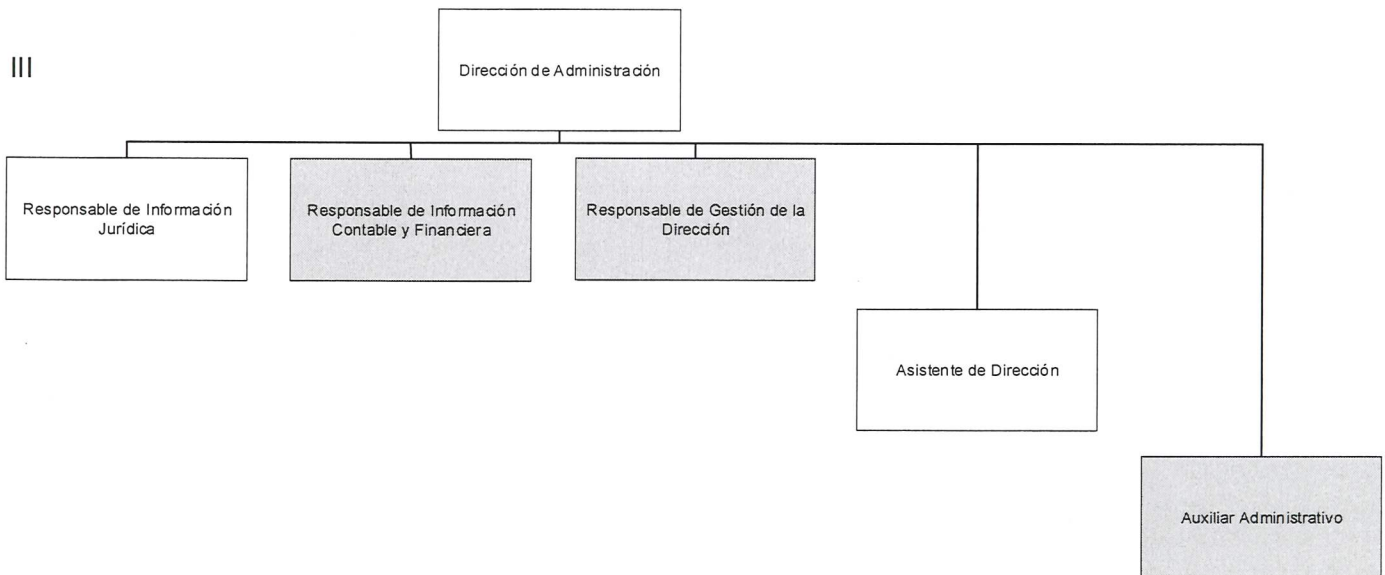 III
Dirección de Administración
Responsable de Información
Jurídica
Responsable de Información
Contable y Financiera
Responsable de Gestión de la
Dirección
Asistente de Dirección
Auxiliar Administrativo